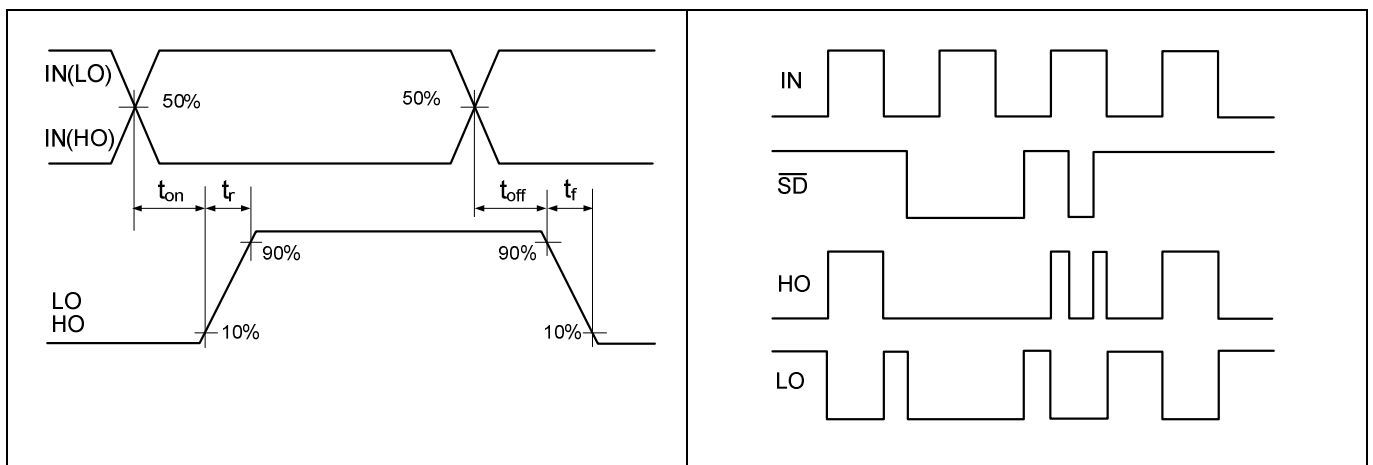 IN(LO)
50%
50%
IN(HO)
ton
tr
toff
tf
90%
90%
LO
HO
10%
10%
IN
S̅D̅
HO
LO